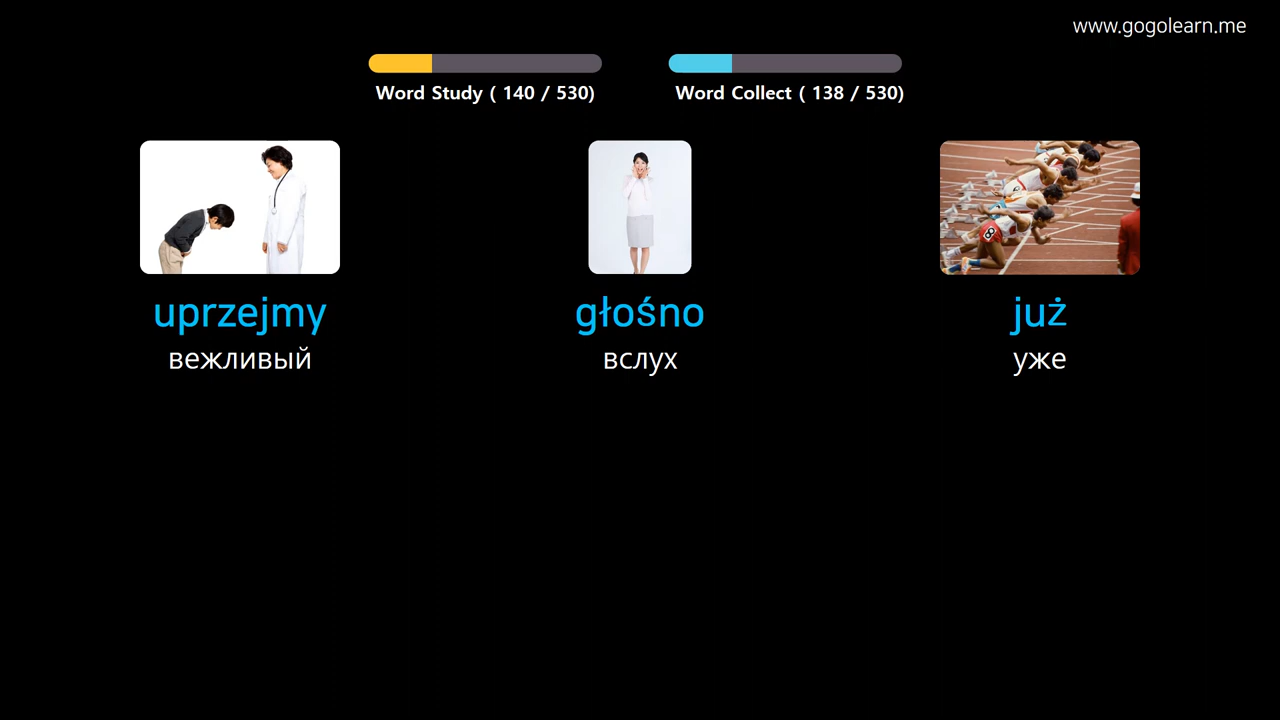 www.gogolearn.me
Word Study ( 140 / 530)
Word Collect ( 138 / 530)
uprzejmy
głośno
już
вежливый
вслух
уже